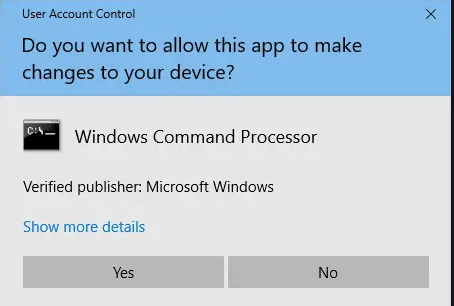 User Account Control
Do you want to allow this app to make
changes to your device?
C:\_
Windows Command Processor
Verified publisher: Microsoft Windows
Show more details
Yes
No